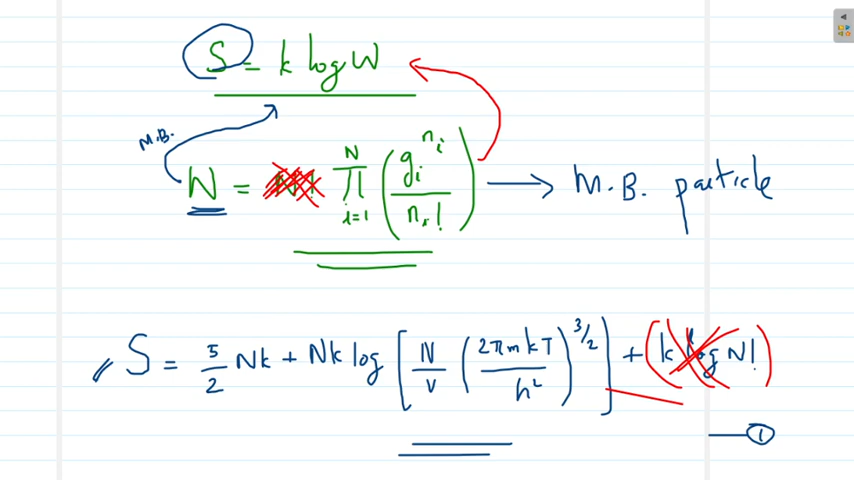 S = k log W
M.B.
W = N! ∏_{i=1}^{N} (g_i^{n_i} / n_i!) → M.B. particle
S = 5/2 Nk + Nk log [N/V (2πmkT / h²)^{3/2}] + (k log N!)
1